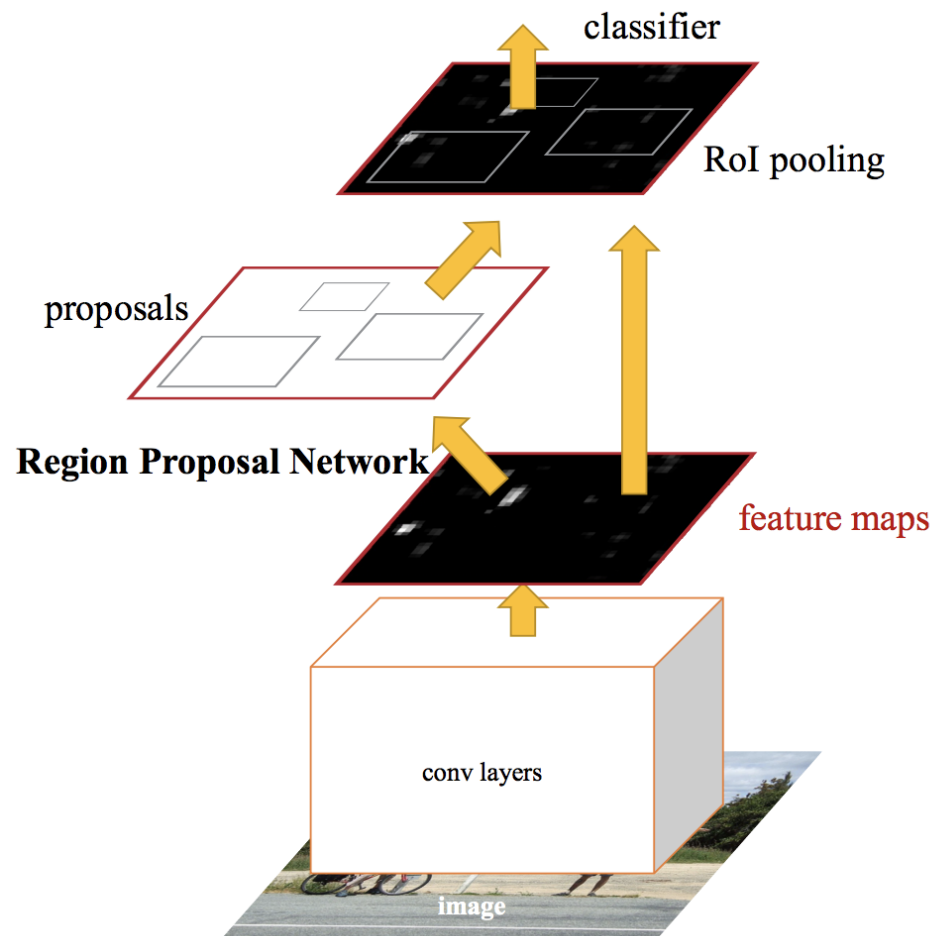 classifier
RoI pooling
proposals
Region Proposal Network
feature maps
conv layers
image